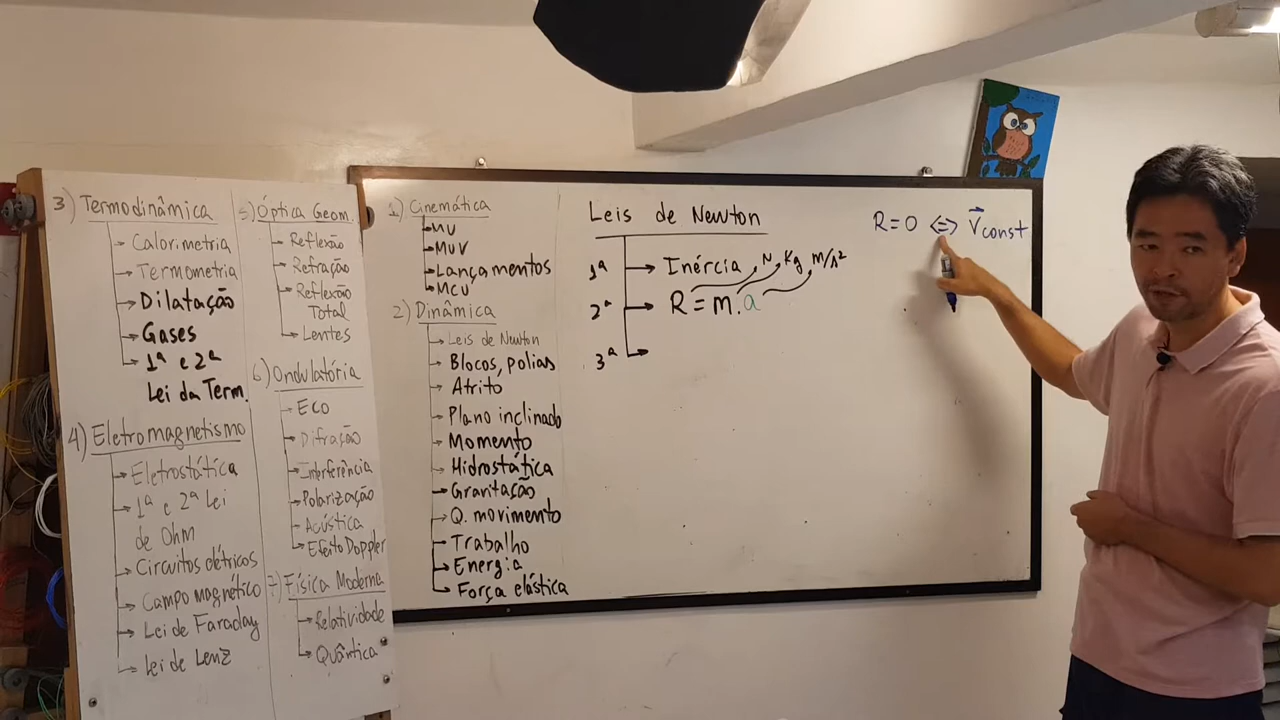 3) Termodinâmica
Calorimetria
Termometria
Dilatação
Gases
1ª e 2ª
Lei da Term.
4) Eletromagnetismo
Eletrostática
1ª e 2ª Lei
de Ohm
Circuitos elétricos
Campo magnético
Lei de Faraday
Lei de Lenz
5) Óptica Geom.
Reflexão
Refração
Reflexão
Total
Lentes
6) Ondulatória
Eco
Difração
Interferência
Polarização
Acústica
Efeito Doppler
7) Física Moderna
Relatividade
Quântica
1) Cinemática
MU
MUV
Lançamentos
MCU
2) Dinâmica
Leis de Newton
Blocos, polias
Atrito
Plano inclinado
Momento
Hidrostática
Gravitação
Q. movimento
Trabalho
Energia
Força elástica
Leis de Newton
1ª Inércia
N Kg m/s²
2ª R = m.a
3ª
R = 0 <=> v⃗ const